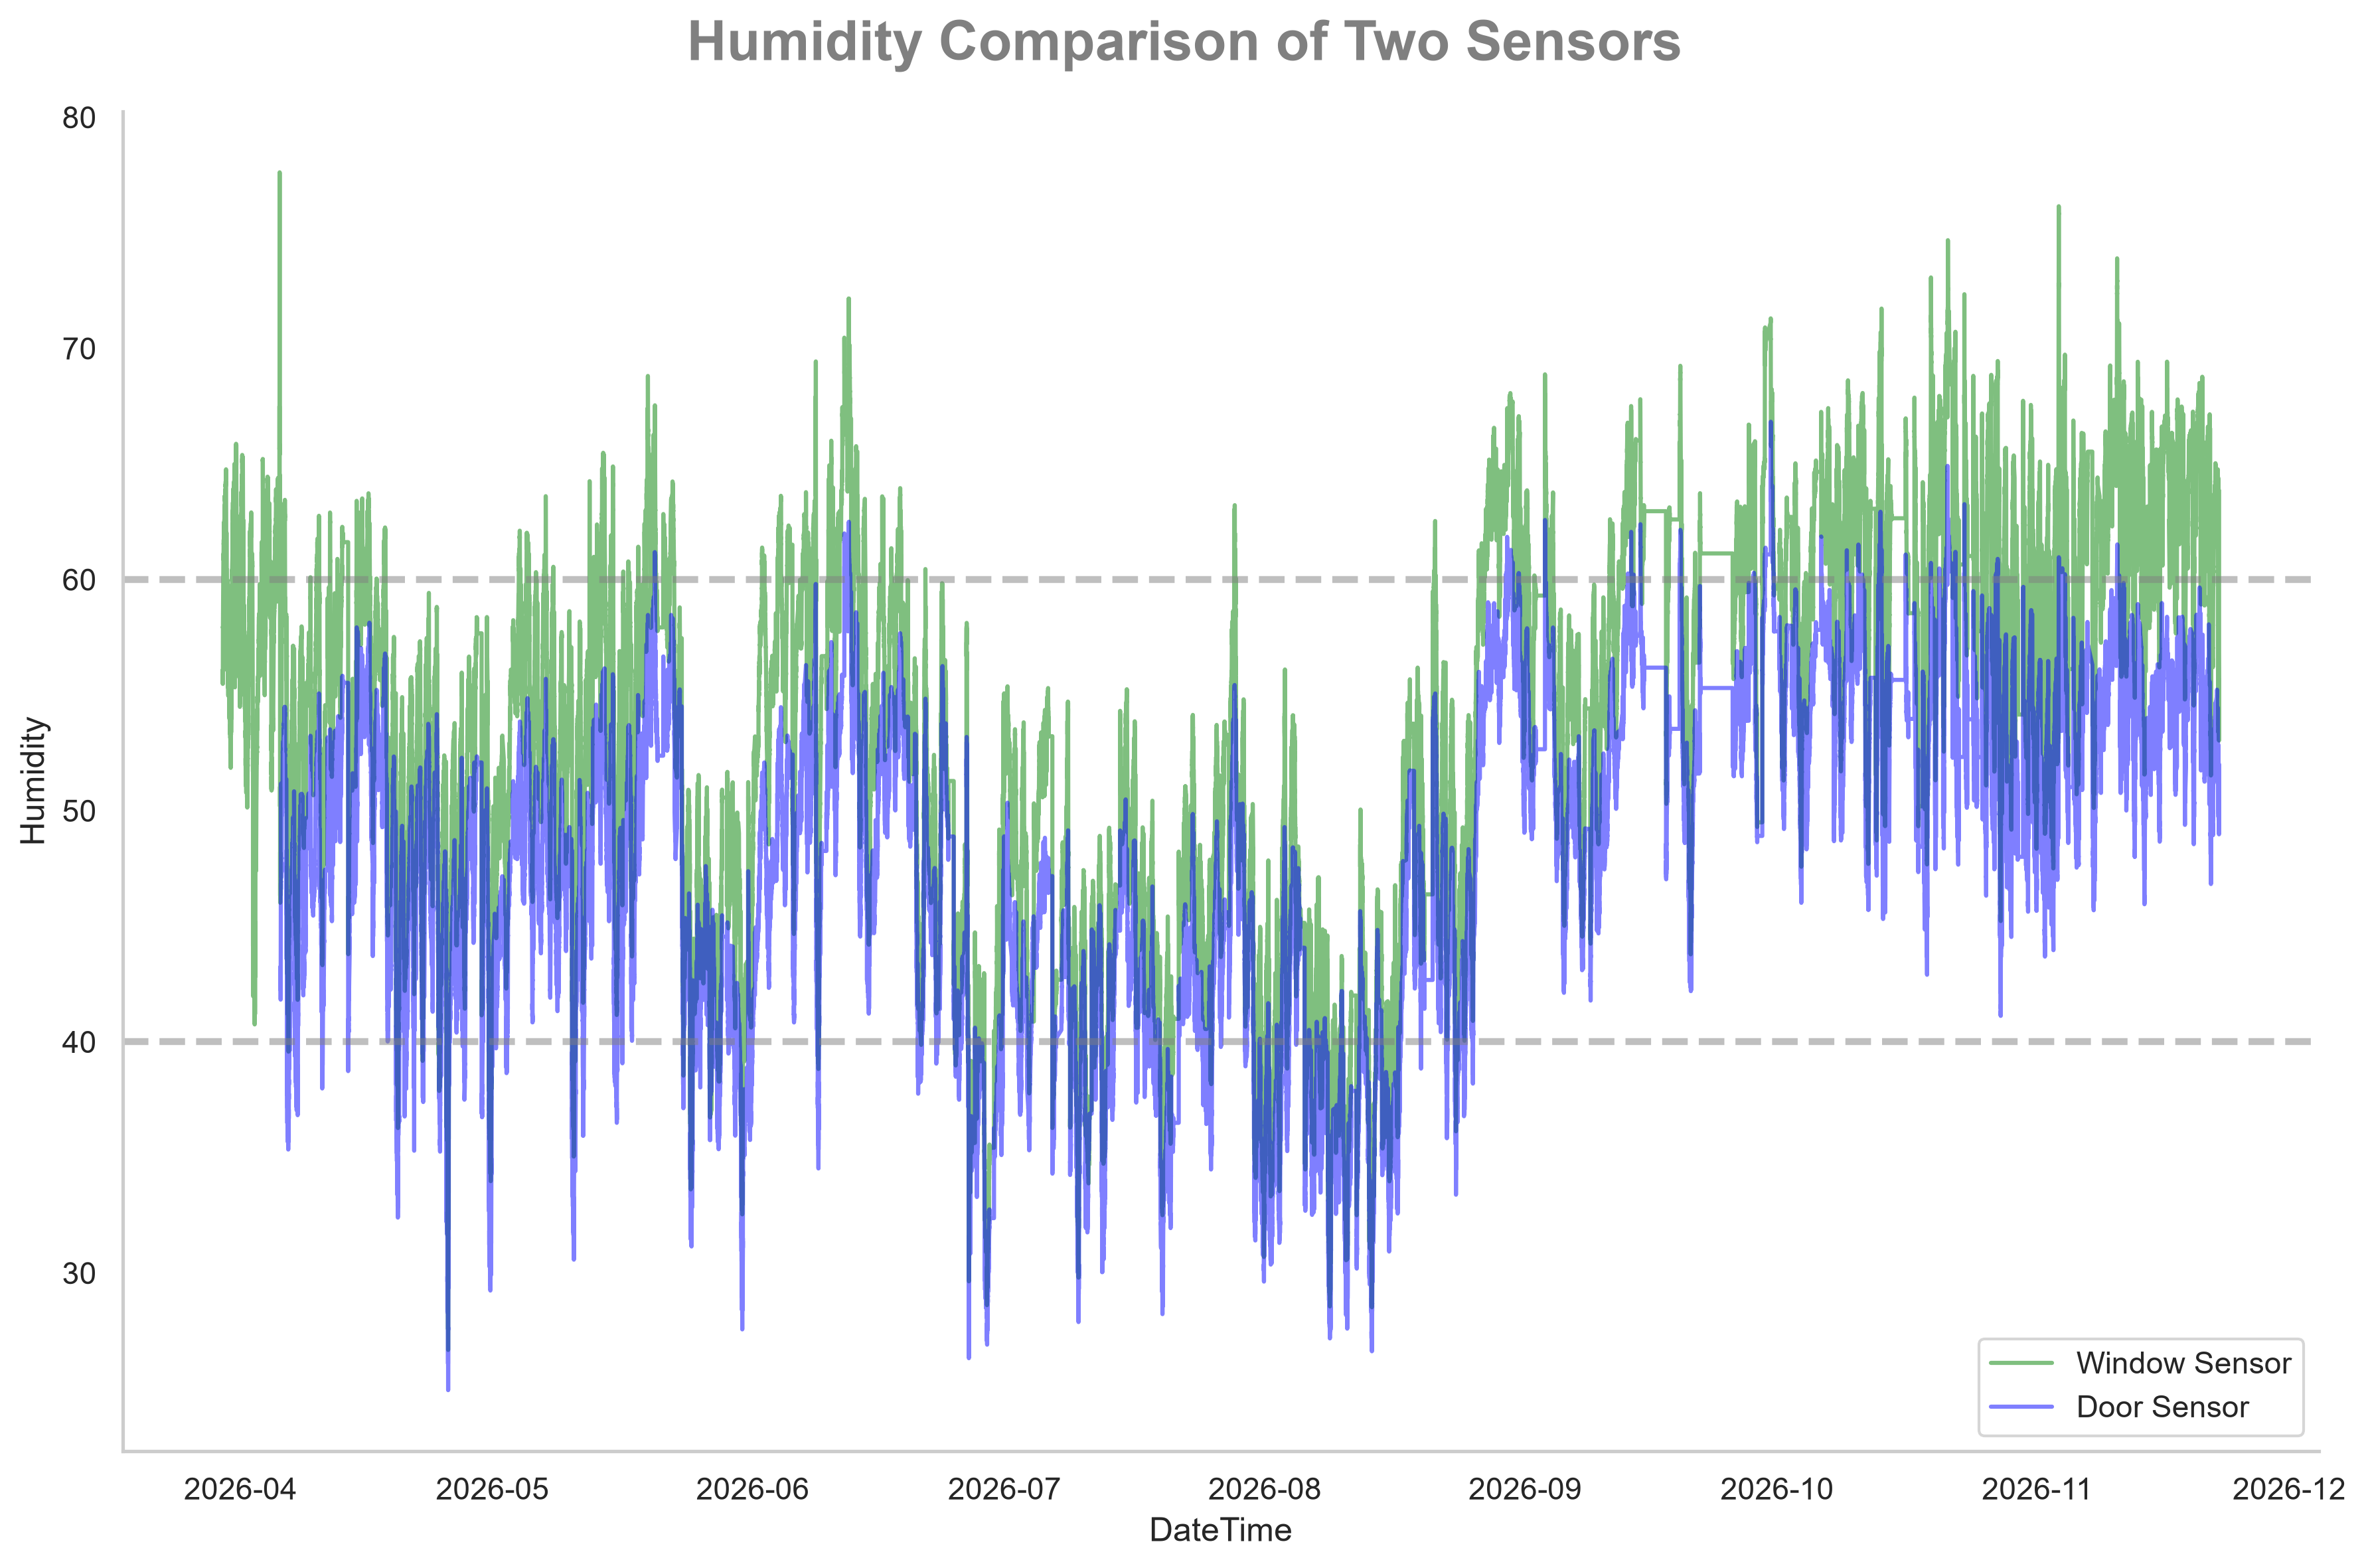 Humidity Comparison of Two Sensors
80
70
60
50
40
30
Humidity
2026-04 2026-05 2026-06 2026-07 2026-08 2026-09 2026-10 2026-11 2026-12
DateTime
Window Sensor
Door Sensor